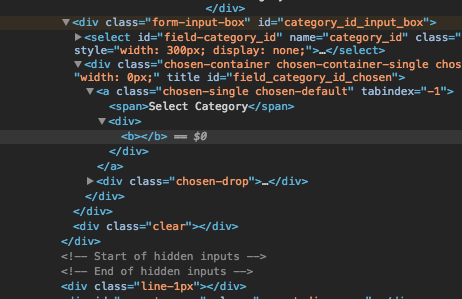 </div>
▼<div class="form-input-box" id="category_id_input_box">
▶<select id="field-category_id" name="category_id" class=
style="width: 300px; display: none;">…</select>
▼<div class="chosen-container chosen-container-single chos
"width: 0px;" title id="field_category_id_chosen">
▼<a class="chosen-single chosen-default" tabindex="-1">
<span>Select Category</span>
▼<div>
<b></b> == $0
</div>
</a>
▶<div class="chosen-drop">…</div>
</div>
</div>
<div class="clear"></div>
</div>
<!-- Start of hidden inputs -->
<!-- End of hidden inputs -->
<div class="line-1px"></div>